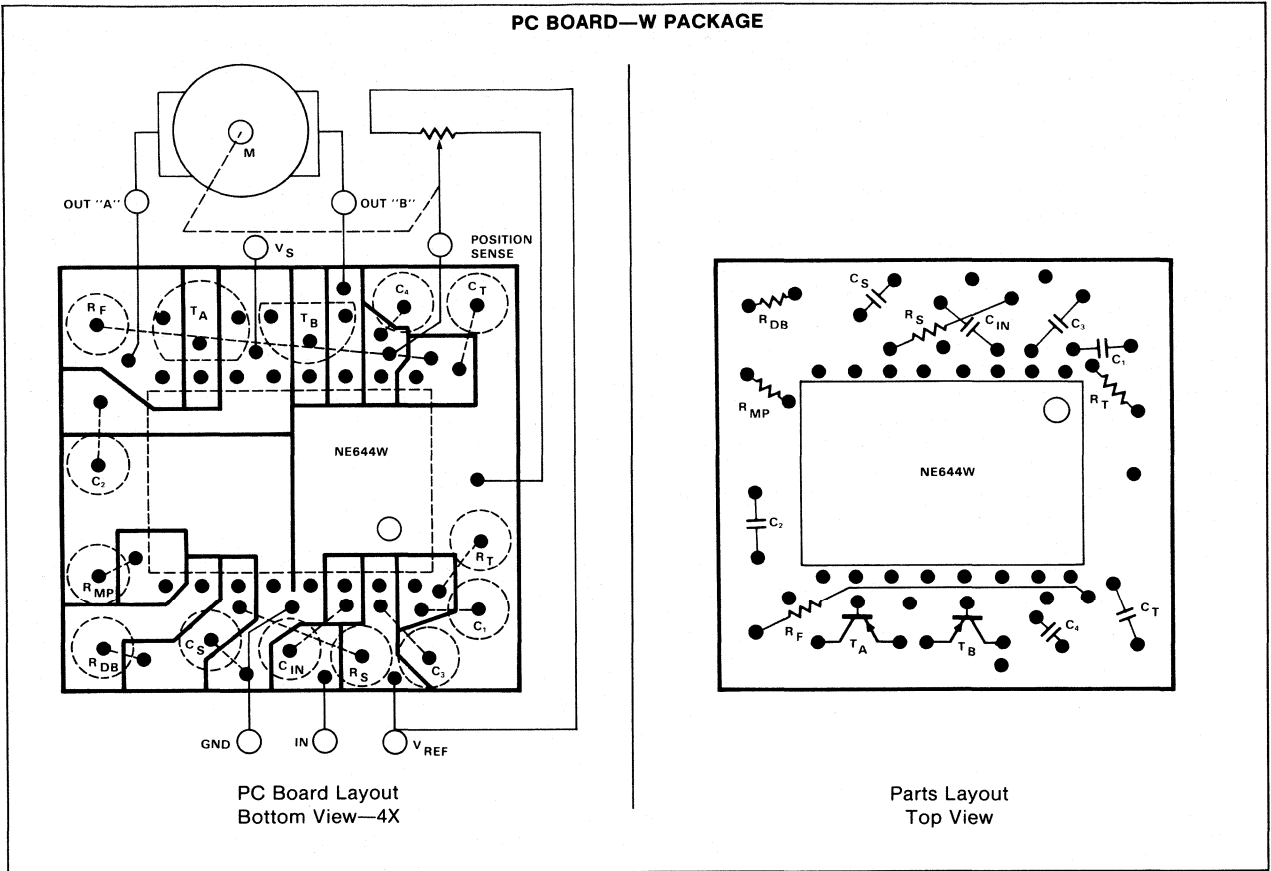 PC BOARD—W PACKAGE
M
OUT "A"
OUT "B"
VS
POSITION
SENSE
RF
TA
TB
C4
CT
NE644W
C2
RT
RMP
C1
CS
RDB
CIN
RS
C3
GND
IN
VREF
PC Board Layout
Bottom View—4X
CS
RDB
RS
CIN
C3
C1
RMP
RT
NE644W
C2
RF
TA
TB
C4
CT
Parts Layout
Top View